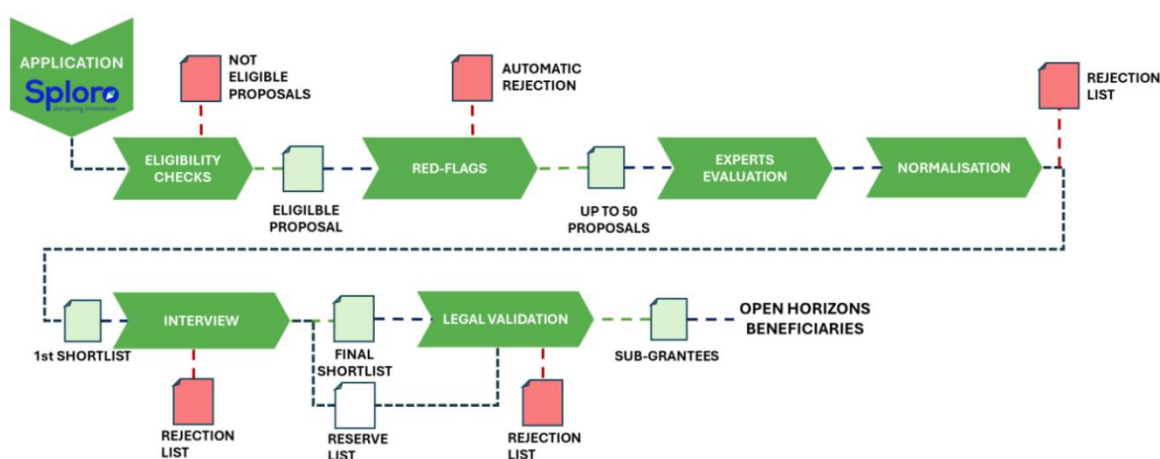 APPLICATION
Sploro
disrupting innovation
NOT
ELIGIBLE
PROPOSALS
AUTOMATIC
REJECTION
REJECTION
LIST
ELIGIBILITY
CHECKS
RED-FLAGS
EXPERTS
EVALUATION
NORMALISATION
ELIGILBLE
PROPOSAL
UP TO 50
PROPOSALS
INTERVIEW
LEGAL VALIDATION
OPEN HORIZONS
BENEFICIARIES
1st SHORTLIST
FINAL
SHORTLIST
SUB-GRANTEES
REJECTION
LIST
RESERVE
LIST
REJECTION
LIST